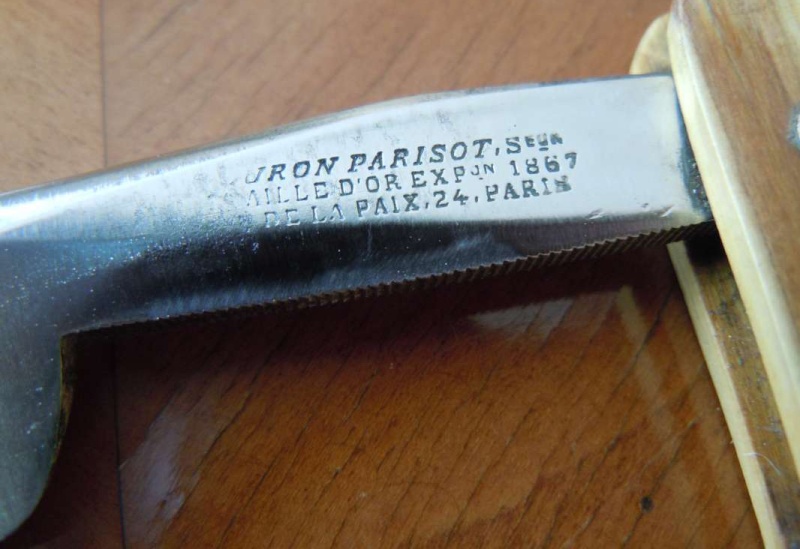 URON PARISOT, Seur
AILLE D'OR EXPon 1867
DE LA PAIX, 24, PARIS